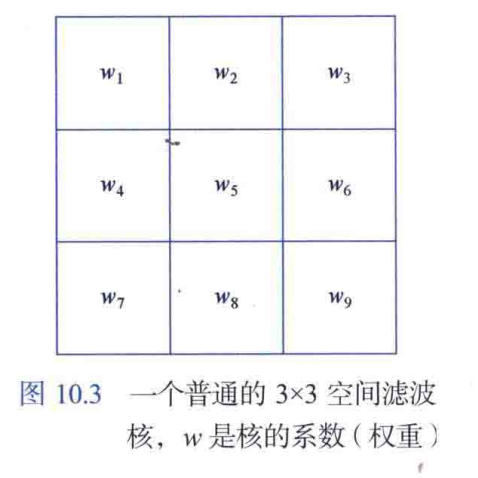 w₁ w₂ w₃
w₄ w₅ w₆
w₇ w₈ w₉
图 10.3 一个普通的 3×3 空间滤波
核，w 是核的系数（权重）